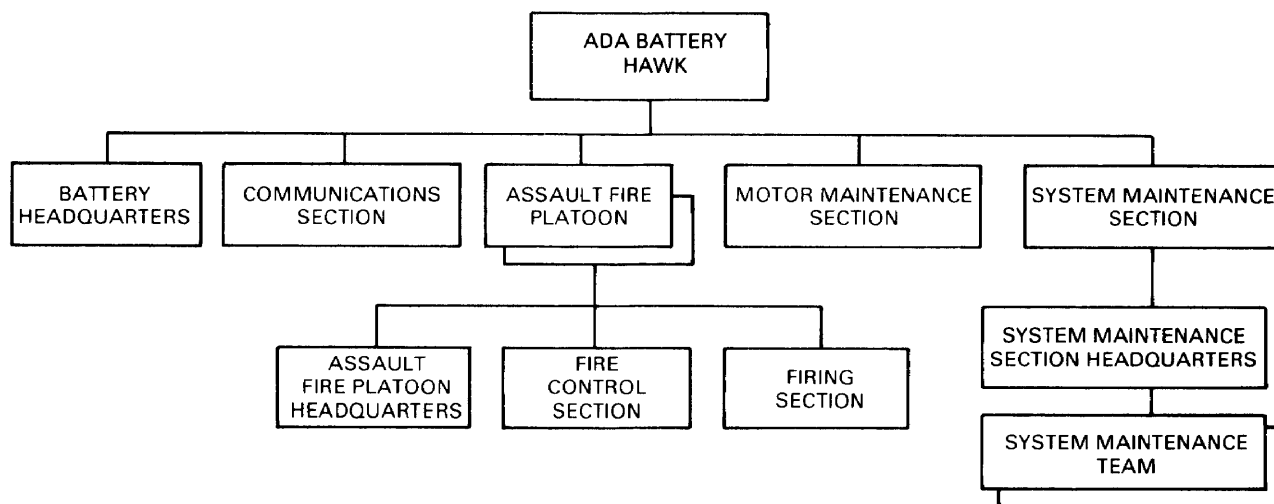 ADA BATTERY
HAWK
BATTERY
HEADQUARTERS
COMMUNICATIONS
SECTION
ASSAULT FIRE
PLATOON
MOTOR MAINTENANCE
SECTION
SYSTEM MAINTENANCE
SECTION
ASSAULT
FIRE PLATOON
HEADQUARTERS
FIRE
CONTROL
SECTION
FIRING
SECTION
SYSTEM MAINTENANCE
SECTION HEADQUARTERS
SYSTEM MAINTENANCE
TEAM